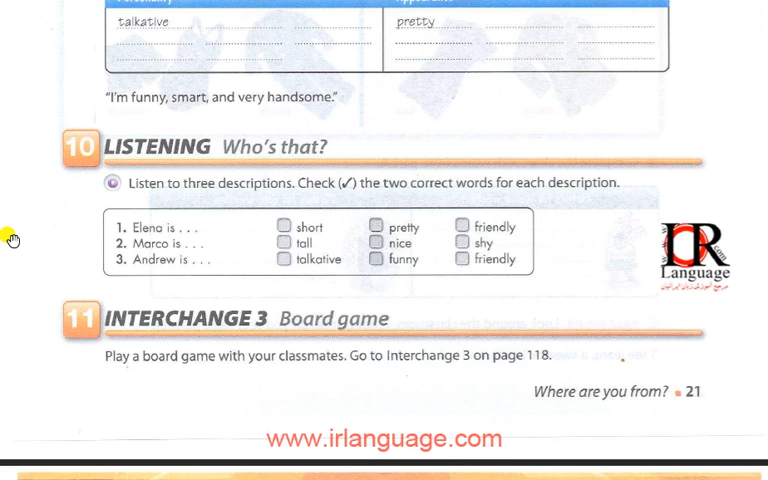 talkative
pretty
"I'm funny, smart, and very handsome."
10 LISTENING Who's that?
Listen to three descriptions. Check (✓) the two correct words for each description.
1. Elena is . . . short pretty friendly
2. Marco is . . . tall nice shy
3. Andrew is . . . talkative funny friendly
IR
.com
Language
11 INTERCHANGE 3 Board game
Play a board game with your classmates. Go to Interchange 3 on page 118.
Where are you from? ▪ 21
www.irlanguage.com